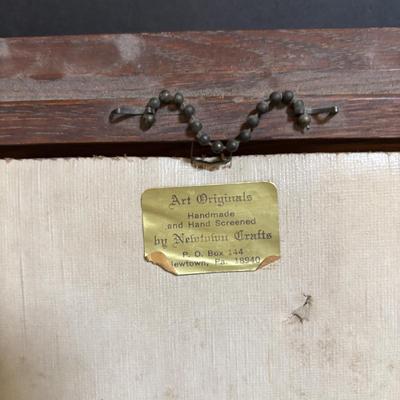 Art Originals
Handmade
and Hand Screened
by Newtown Crafts
P. O. Box 144
Newtown, Pa. 18940